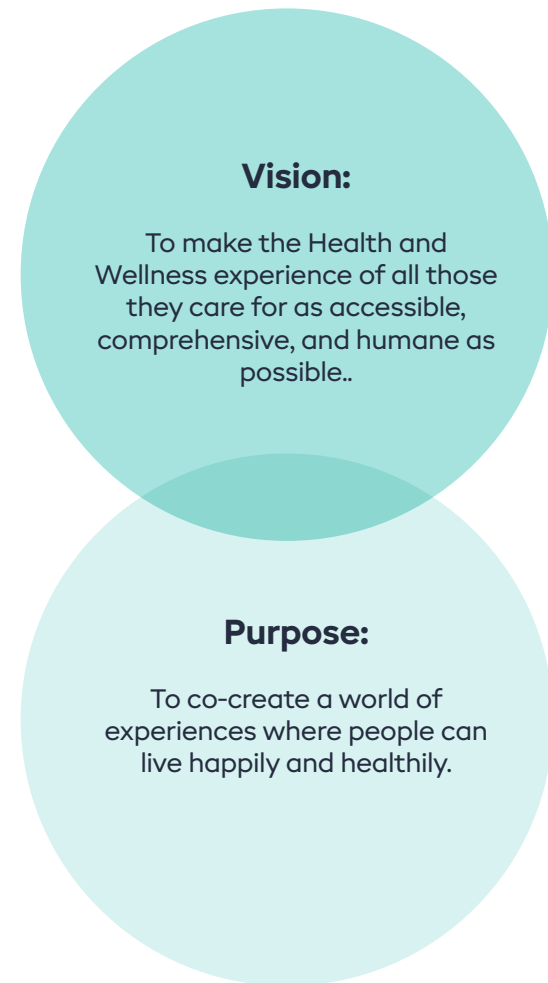 Vision:
To make the Health and
Wellness experience of all those
they care for as accessible,
comprehensive, and humane as
possible..
Purpose:
To co-create a world of
experiences where people can
live happily and healthily.